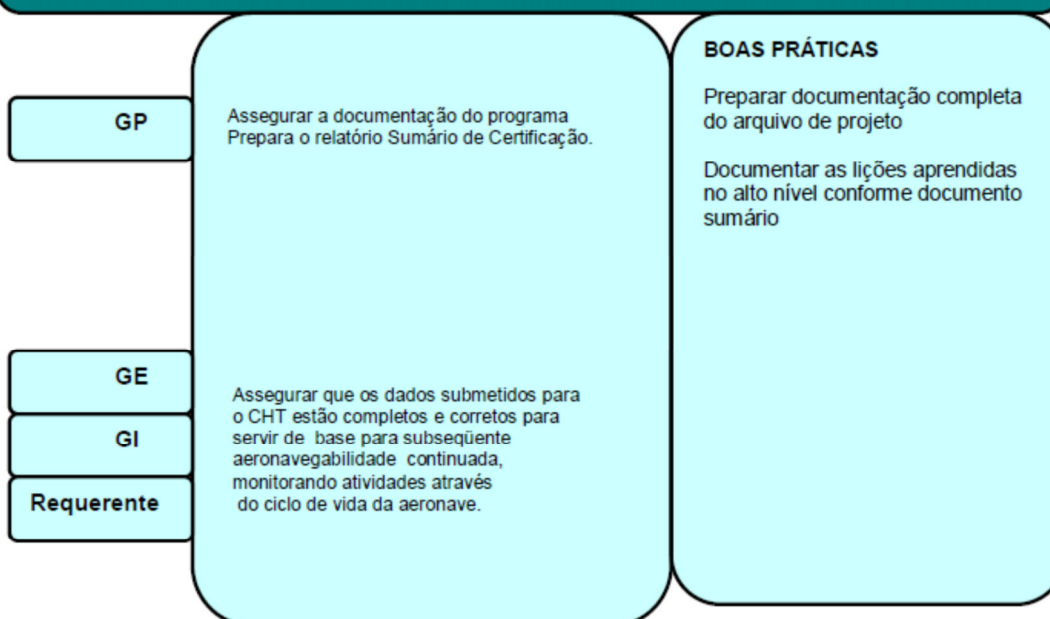 GP
Assegurar a documentação do programa
Prepara o relatório Sumário de Certificação.
GE
GI
Requerente
Assegurar que os dados submetidos para
o CHT estão completos e corretos para
servir de base para subseqüente
aeronavegabilidade continuada,
monitorando atividades através
do ciclo de vida da aeronave.
BOAS PRÁTICAS
Preparar documentação completa
do arquivo de projeto
Documentar as lições aprendidas
no alto nível conforme documento
sumário